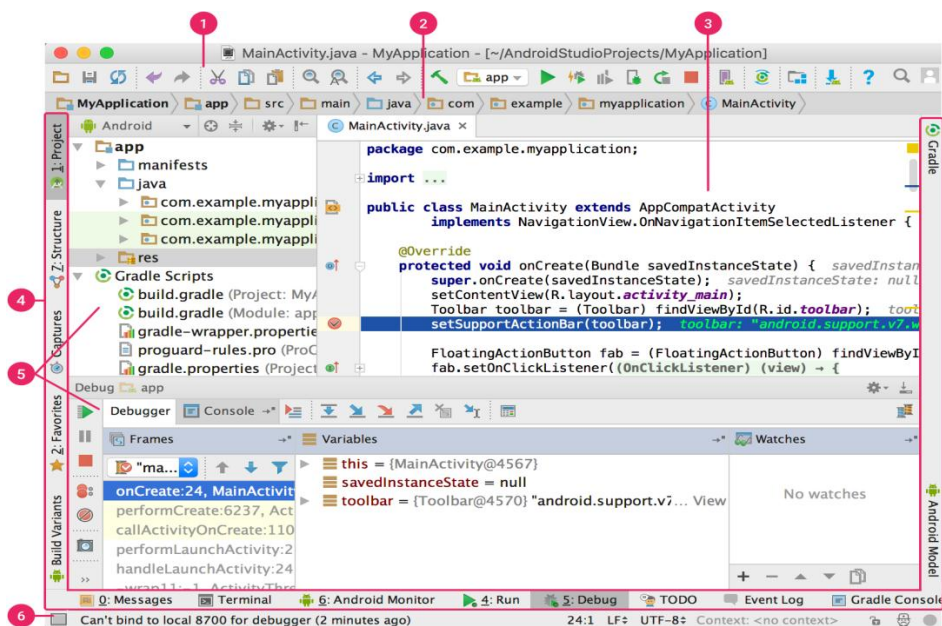 1 2 3
MainActivity.java - MyApplication - [~/AndroidStudioProjects/MyApplication]
app
MyApplication app src main java com example myapplication MainActivity
1: Project
Z: Structure
Captures
2: Favorites
Build Variants
4
5
6
Android
app
manifests
java
com.example.myappli
com.example.myappli
com.example.myappli
res
Gradle Scripts
build.gradle (Project: MyA
build.gradle (Module: app
gradle-wrapper.propertie
proguard-rules.pro (ProG
gradle.properties (Project
MainActivity.java
package com.example.myapplication;
import ...
public class MainActivity extends AppCompatActivity
implements NavigationView.OnNavigationItemSelectedListener {
@Override
protected void onCreate(Bundle savedInstanceState) { savedInstan
super.onCreate(savedInstanceState); savedInstanceState: null
setContentView(R.layout.activity_main);
Toolbar toolbar = (Toolbar) findViewById(R.id.toolbar); tool
setSupportActionBar(toolbar); toolbar: "android.support.v7.w
FloatingActionButton fab = (FloatingActionButton) findViewByI
fab.setOnClickListener((OnClickListener) (view) → {
Gradle
Android Model
Debug app
Debugger Console
Frames Variables Watches
"ma...
onCreate:24, MainActivit
performCreate:6237, Act
callActivityOnCreate:110
performLaunchActivity:2
handleLaunchActivity:24
-wrap11:-1, ActivityThre
this = {MainActivity@4567}
savedInstanceState = null
toolbar = {Toolbar@4570} "android.support.v7... View
No watches
0: Messages Terminal 6: Android Monitor 4: Run 5: Debug TODO Event Log Gradle Console
Can't bind to local 8700 for debugger (2 minutes ago) 24:1 LF UTF-8 Context: <no context>